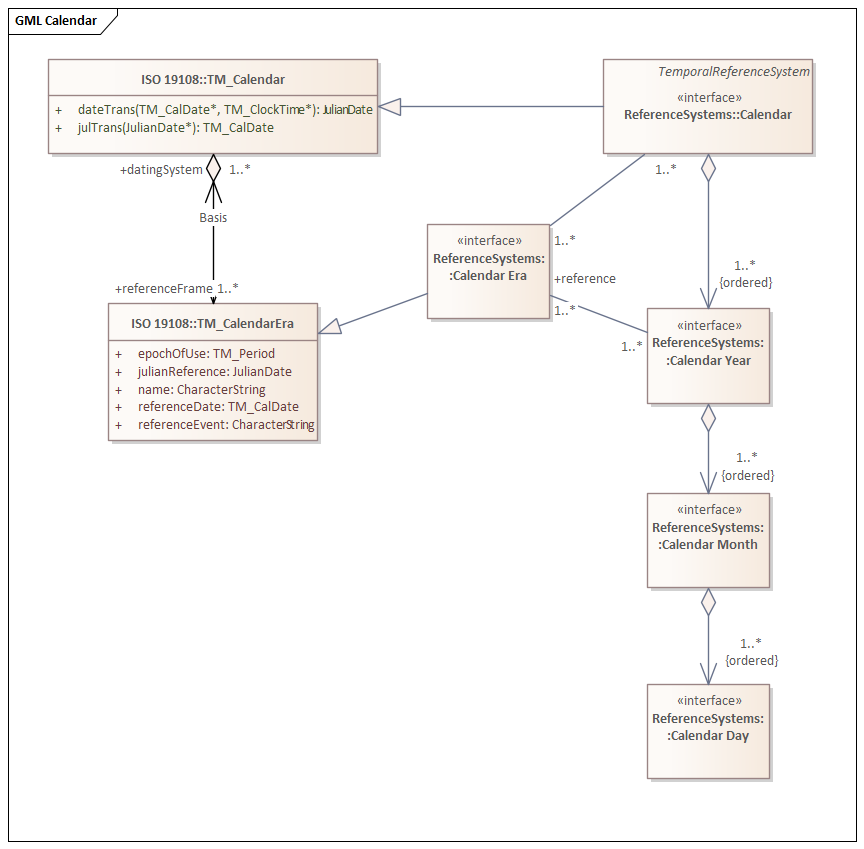 GML Calendar
ISO 19108::TM_Calendar
+ dateTrans(TM_CalDate*, TM_ClockTime*): JulianDate
+ julTrans(JulianDate*): TM_CalDate
TemporalReferenceSystem
«interface»
ReferenceSystems::Calendar
+datingSystem
1..*
Basis
+referenceFrame 1..*
1..*
«interface»
ReferenceSystems:
:Calendar Era
1..*
+reference
1..*
1..*
1..*
{ordered}
ISO 19108::TM_CalendarEra
+ epochOfUse: TM_Period
+ julianReference: JulianDate
+ name: CharacterString
+ referenceDate: TM_CalDate
+ referenceEvent: CharacterString
«interface»
ReferenceSystems:
:Calendar Year
1..*
{ordered}
«interface»
ReferenceSystems:
:Calendar Month
1..*
{ordered}
«interface»
ReferenceSystems:
:Calendar Day